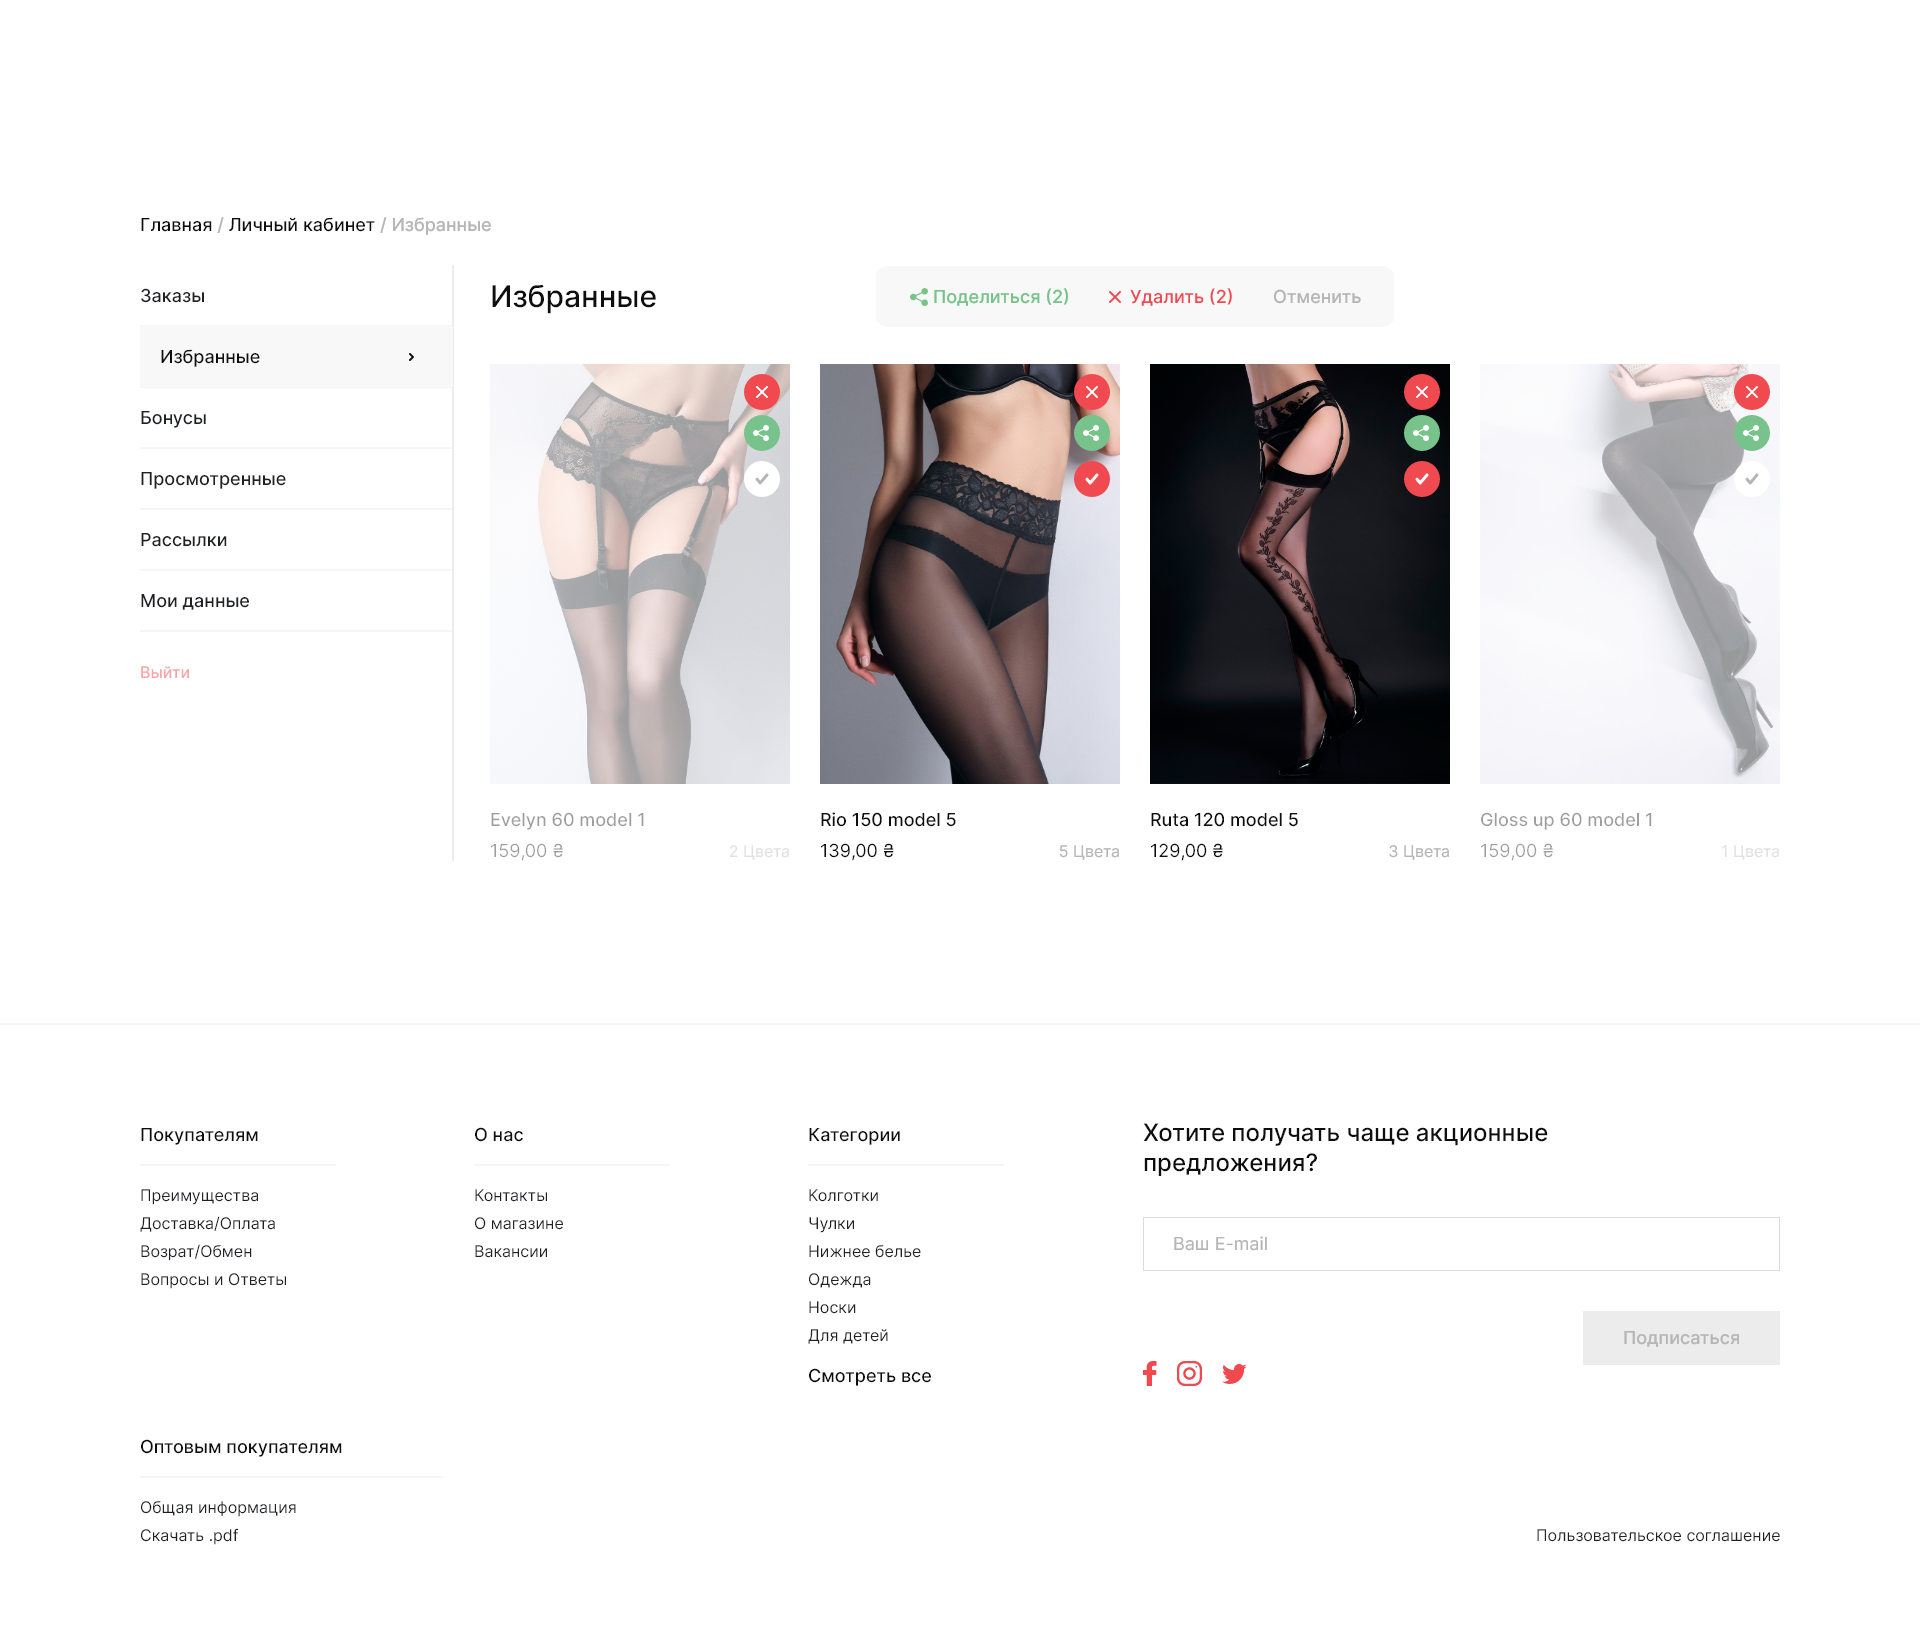 Главная / Личный кабинет / Избранные
Заказы
Избранные
Бонусы
Просмотренные
Рассылки
Мои данные
Выйти
Избранные
Поделиться (2)
Удалить (2)
Отменить
Evelyn 60 model 1
159,00 ₴
2 Цвета
Rio 150 model 5
139,00 ₴
5 Цвета
Ruta 120 model 5
129,00 ₴
3 Цвета
Gloss up 60 model 1
159,00 ₴
1 Цвета
Покупателям
Преимущества
Доставка/Оплата
Возрат/Обмен
Вопросы и Ответы
О нас
Контакты
О магазине
Вакансии
Категории
Колготки
Чулки
Нижнее белье
Одежда
Носки
Для детей
Смотреть все
Хотите получать чаще акционные
предложения?
Ваш E-mail
Подписаться
Оптовым покупателям
Общая информация
Скачать .pdf
Пользовательское соглашение